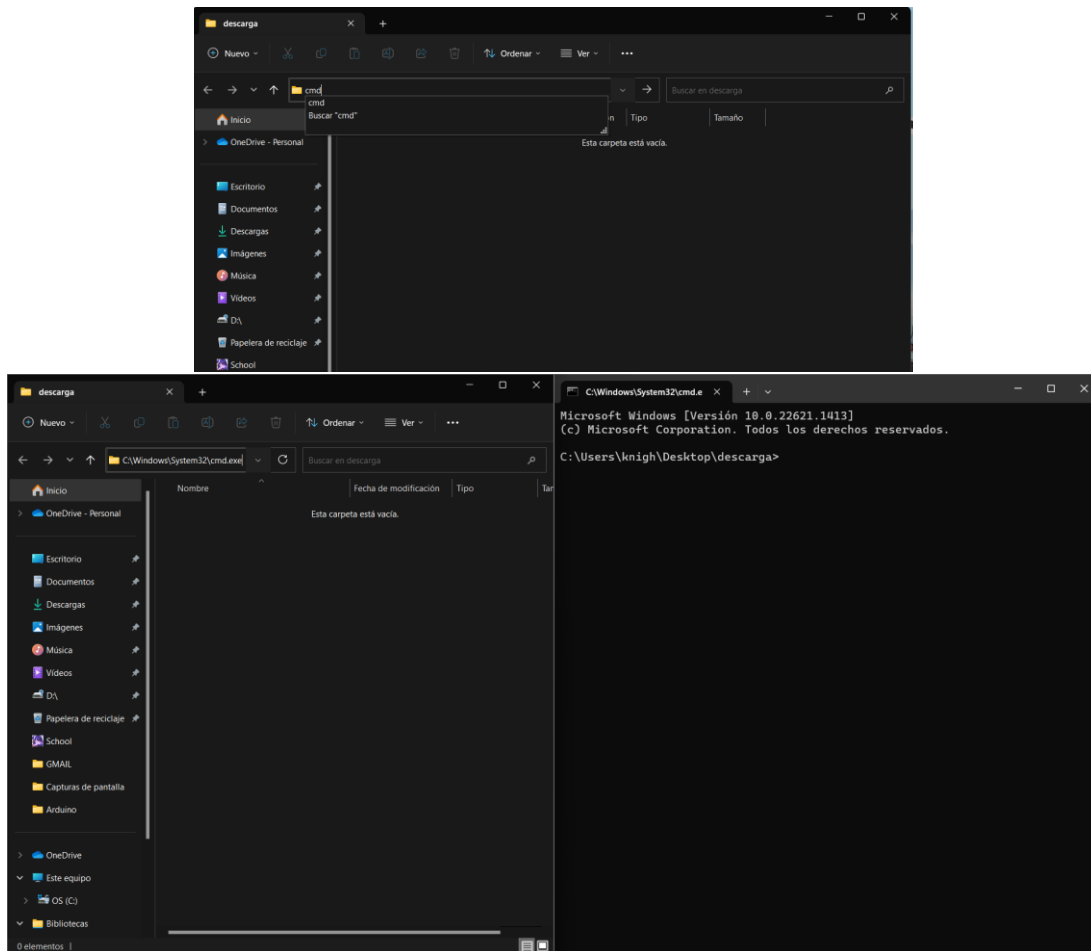 descarga
Nuevo
Ordenar
Ver
cmd
Buscar en descarga
cmd
Buscar "cmd"
n Tipo Tamaño
Esta carpeta está vacía.
Inicio
OneDrive - Personal
Escritorio
Documentos
Descargas
Imágenes
Música
Vídeos
D:\
Papelera de reciclaje
School
descarga
Nuevo
Ordenar
Ver
C:\Windows\System32\cmd.exe
Buscar en descarga
Nombre Fecha de modificación Tipo Tar
Esta carpeta está vacía.
Inicio
OneDrive - Personal
Escritorio
Documentos
Descargas
Imágenes
Música
Vídeos
D:\
Papelera de reciclaje
School
GMAIL
Capturas de pantalla
Arduino
OneDrive
Este equipo
OS (C:)
Bibliotecas
0 elementos
C:\Windows\System32\cmd.e
Microsoft Windows [Versión 10.0.22621.1413]
(c) Microsoft Corporation. Todos los derechos reservados.
C:\Users\knigh\Desktop\descarga>